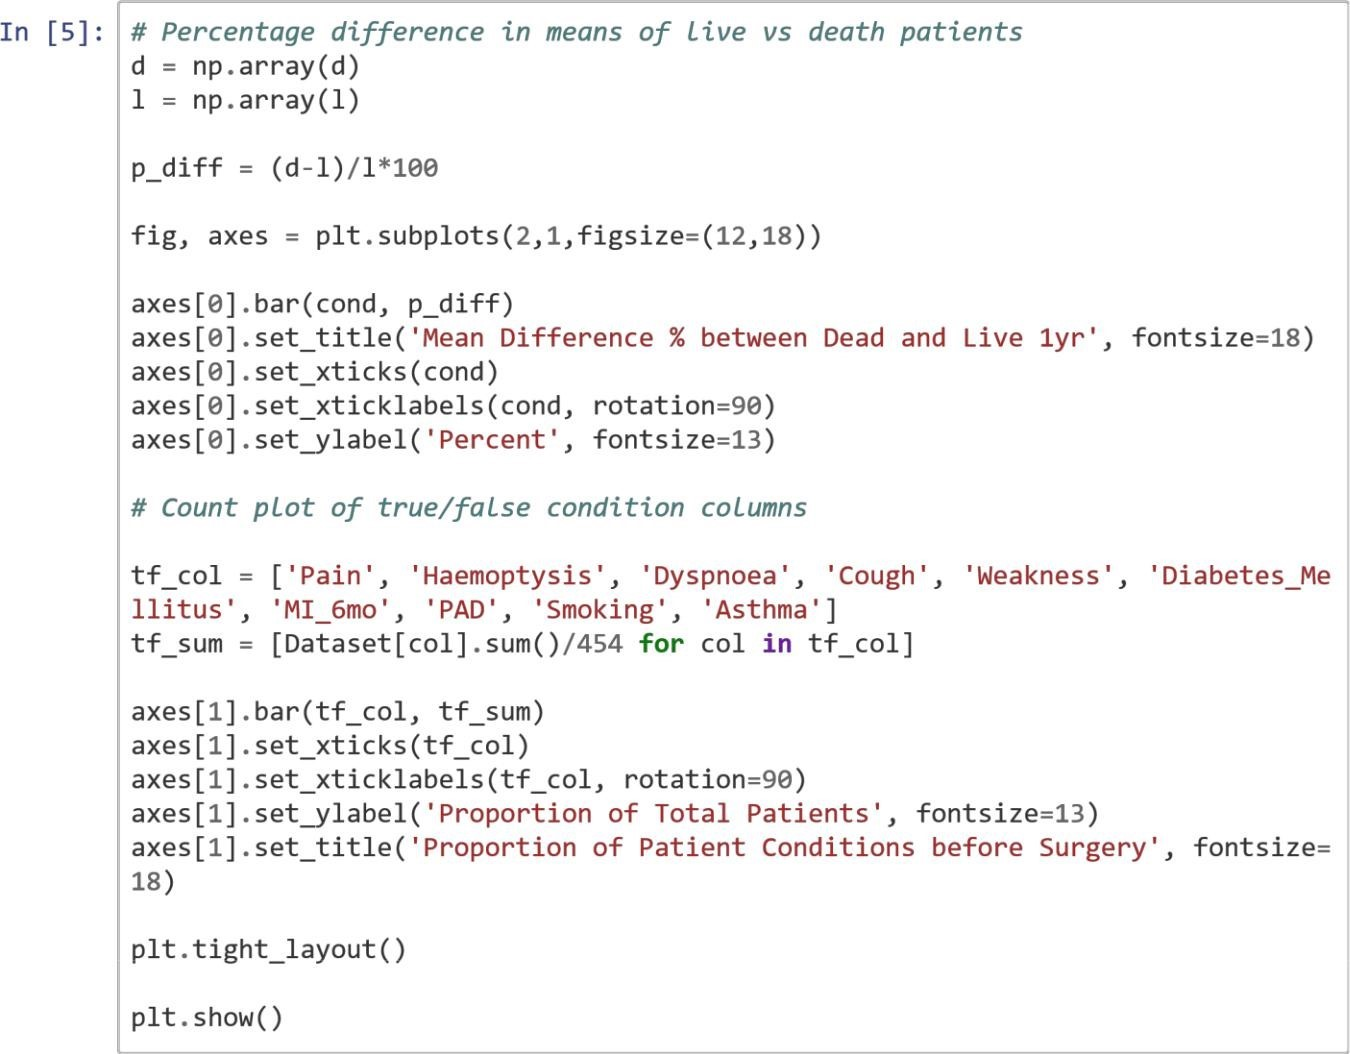 In [5]: # Percentage difference in means of live vs death patients
d = np.array(d)
l = np.array(l)
p_diff = (d-l)/l*100
fig, axes = plt.subplots(2,1,figsize=(12,18))
axes[0].bar(cond, p_diff)
axes[0].set_title('Mean Difference % between Dead and Live 1yr', fontsize=18)
axes[0].set_xticks(cond)
axes[0].set_xticklabels(cond, rotation=90)
axes[0].set_ylabel('Percent', fontsize=13)
# Count plot of true/false condition columns
tf_col = ['Pain', 'Haemoptysis', 'Dyspnoea', 'Cough', 'Weakness', 'Diabetes_Me
llitus', 'MI_6mo', 'PAD', 'Smoking', 'Asthma']
tf_sum = [Dataset[col].sum()/454 for col in tf_col]
axes[1].bar(tf_col, tf_sum)
axes[1].set_xticks(tf_col)
axes[1].set_xticklabels(tf_col, rotation=90)
axes[1].set_ylabel('Proportion of Total Patients', fontsize=13)
axes[1].set_title('Proportion of Patient Conditions before Surgery', fontsize=
18)
plt.tight_layout()
plt.show()